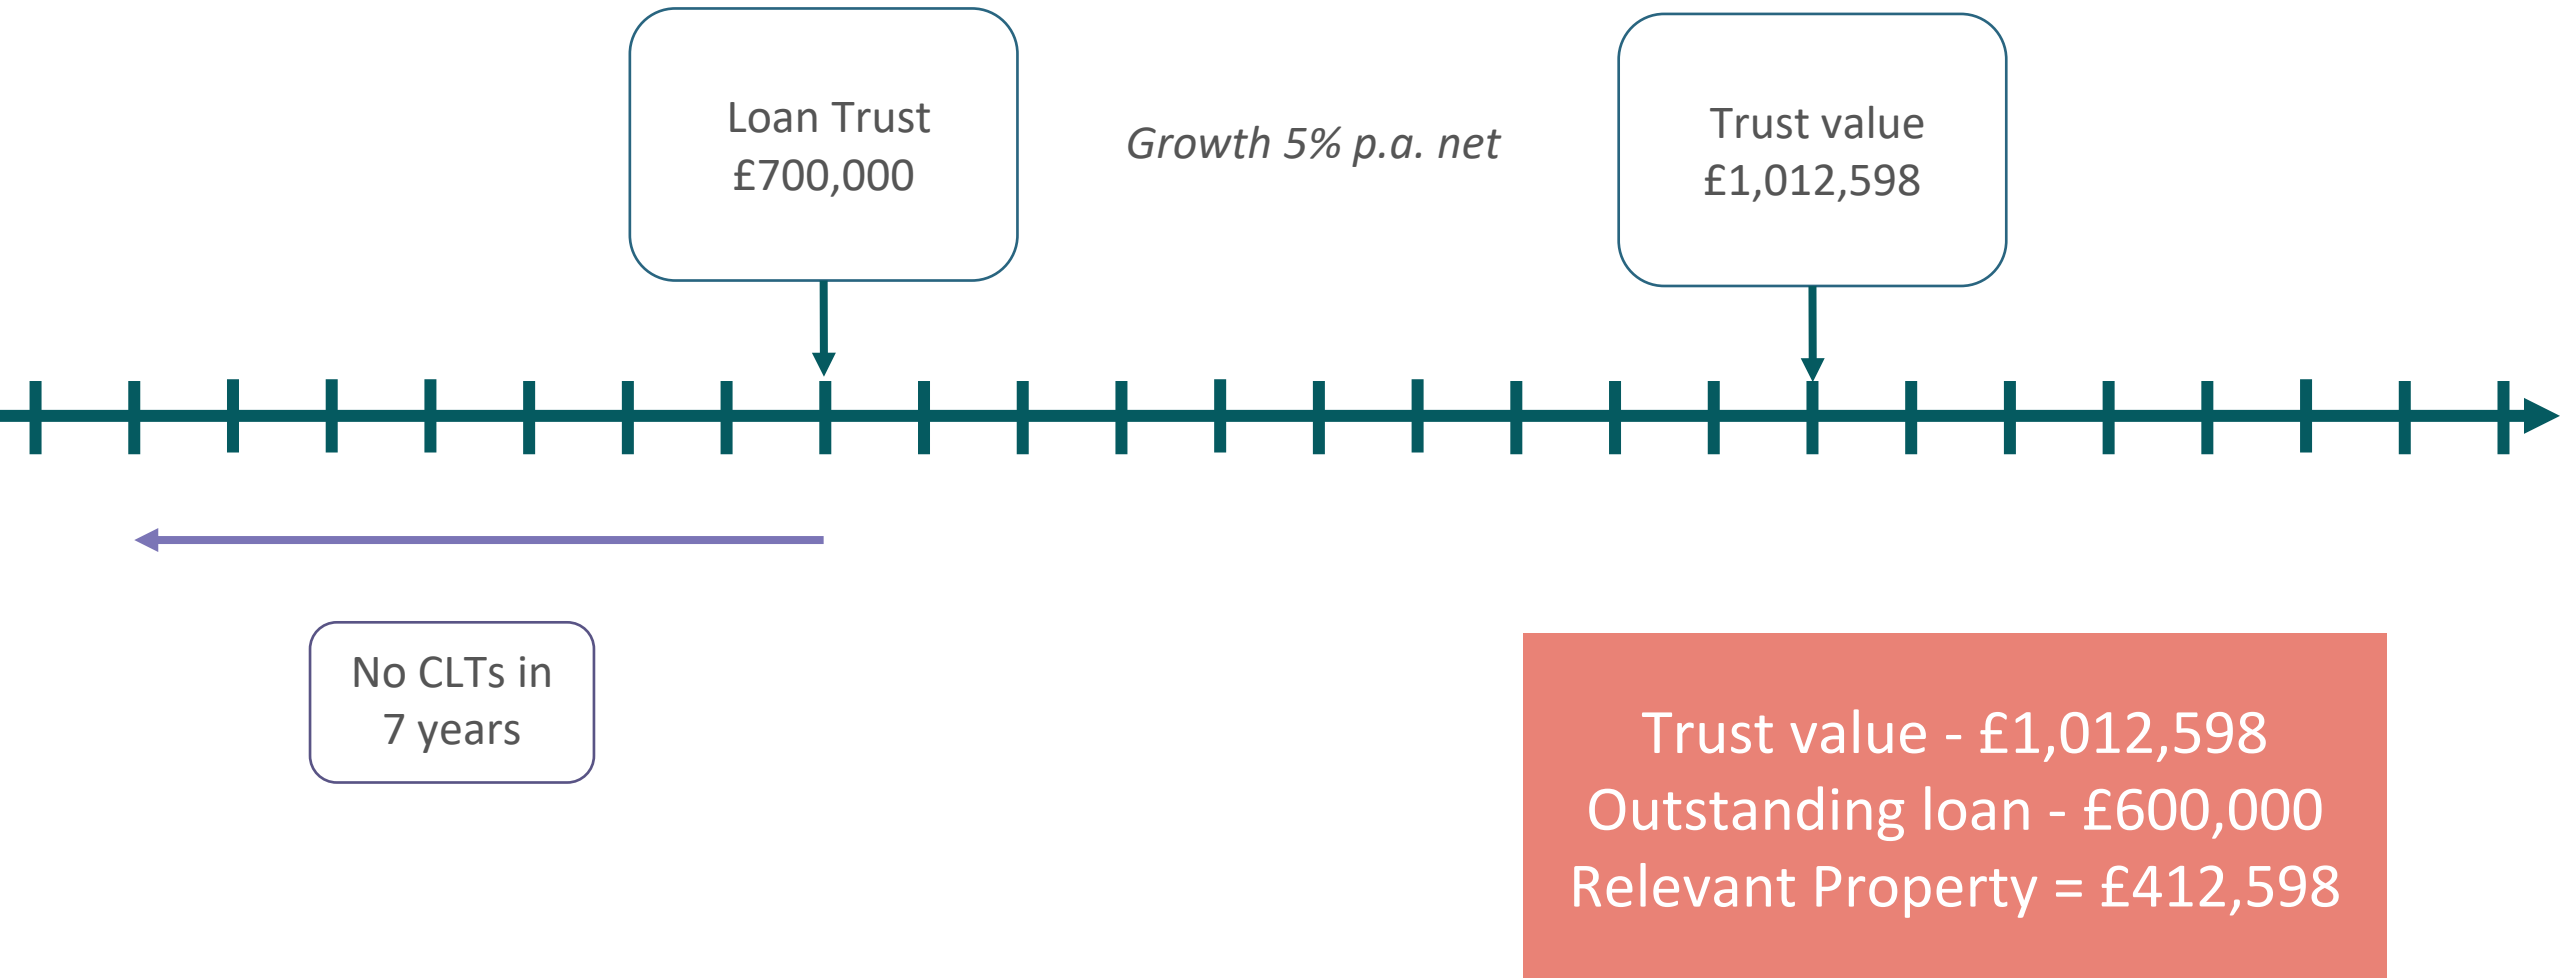 Loan Trust
£700,000
Growth 5% p.a. net
Trust value
£1,012,598
No CLTs in
7 years
Trust value - £1,012,598
Outstanding loan - £600,000
Relevant Property = £412,598